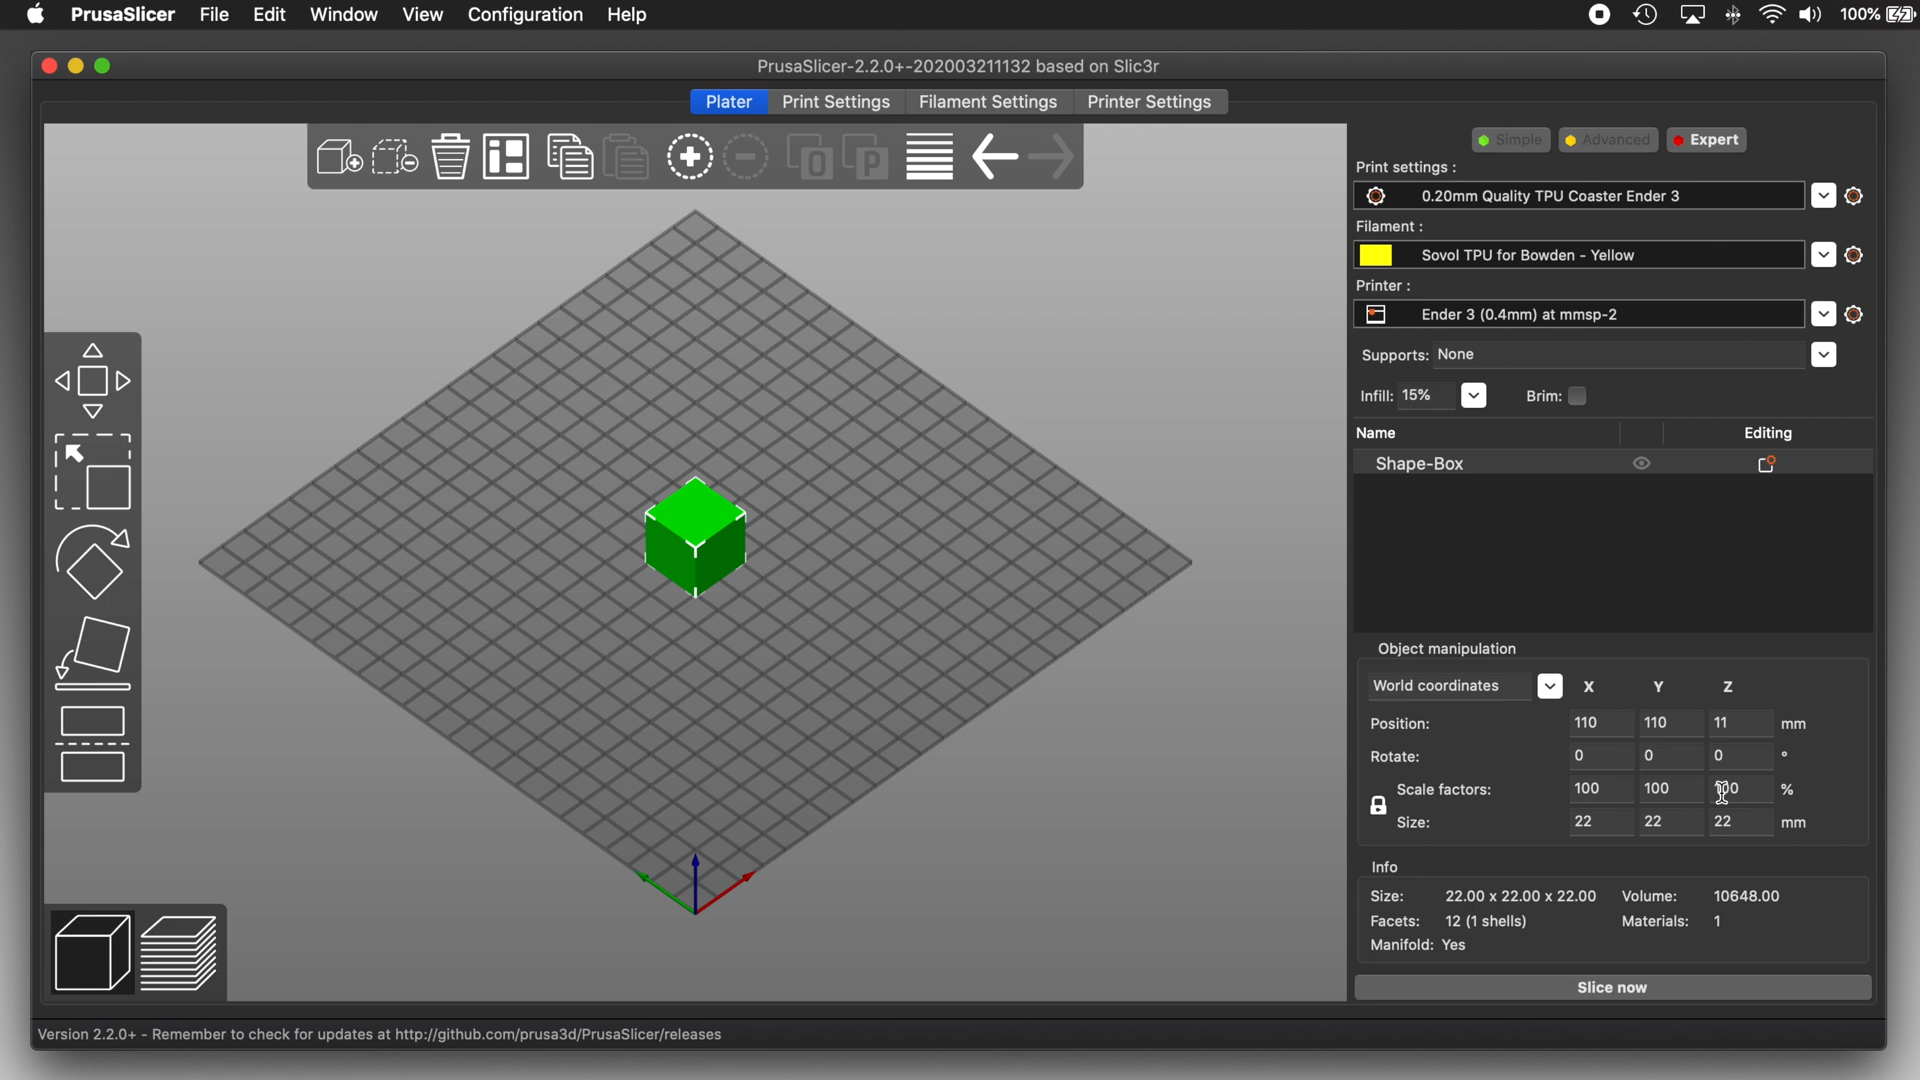 PrusaSlicer File Edit Window View Configuration Help 100%
PrusaSlicer-2.2.0+-202003211132 based on Slic3r
Plater Print Settings Filament Settings Printer Settings
Simple Advanced Expert
Print settings :
0.20mm Quality TPU Coaster Ender 3
Filament :
Sovol TPU for Bowden - Yellow
Printer :
Ender 3 (0.4mm) at mmsp-2
Supports: None
Infill: 15% Brim:
Name Editing
Shape-Box
Object manipulation
World coordinates X Y Z
Position: 110 110 11 mm
Rotate: 0 0 0 °
Scale factors: 100 100 100 %
Size: 22 22 22 mm
Info
Size: 22.00 x 22.00 x 22.00 Volume: 10648.00
Facets: 12 (1 shells) Materials: 1
Manifold: Yes
Slice now
Version 2.2.0+ - Remember to check for updates at http://github.com/prusa3d/PrusaSlicer/releases